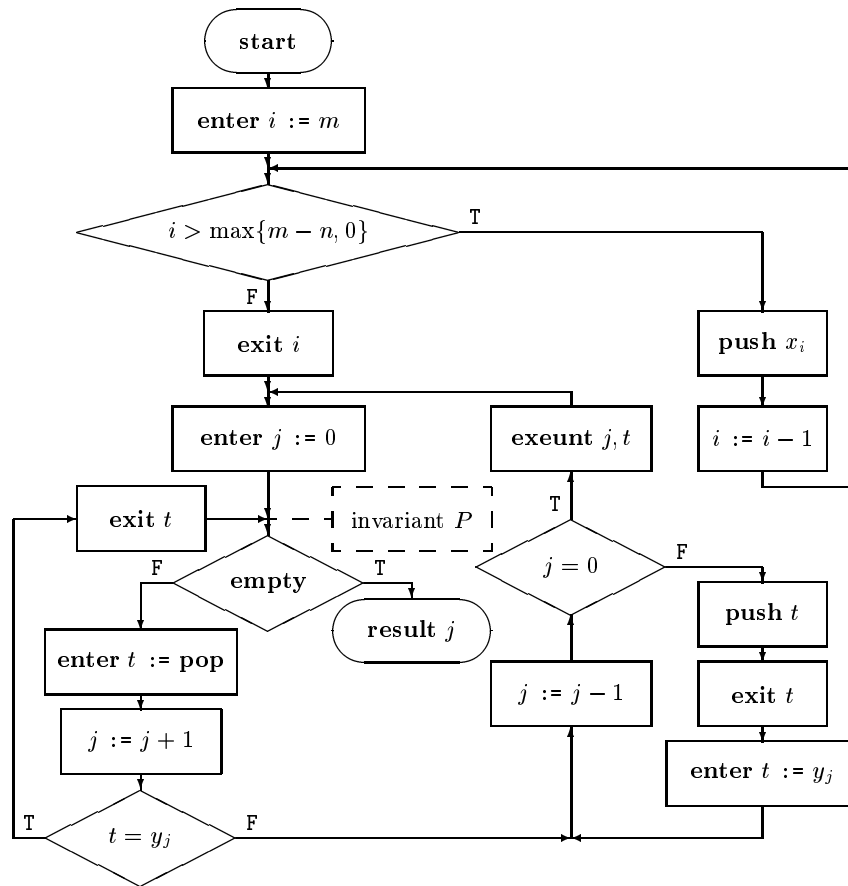 start
enter i := m
i > max{m − n, 0}
T
F
exit i
push x_i
enter j := 0
exeunt j, t
i := i − 1
exit t
invariant P
T
j = 0
F
F
empty
T
push t
result j
enter t := pop
j := j − 1
exit t
j := j + 1
enter t := y_j
T
t = y_j
F